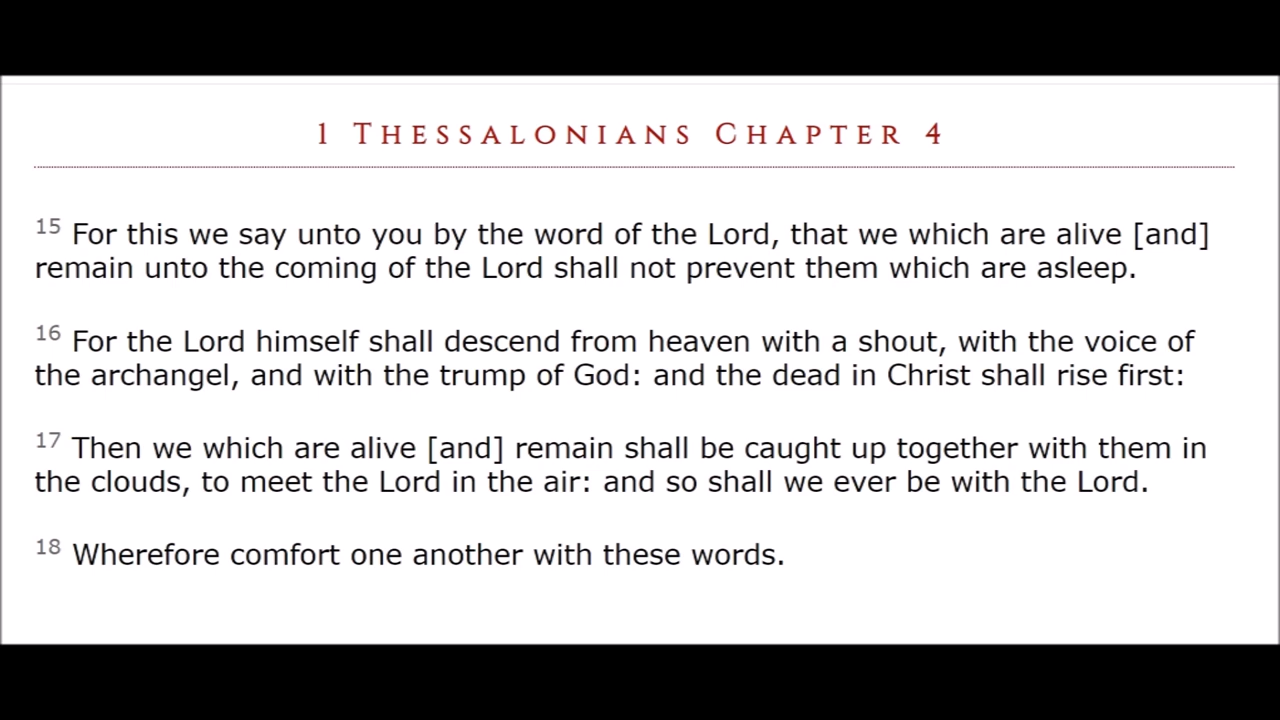 1 Thessalonians Chapter 4
15 For this we say unto you by the word of the Lord, that we which are alive [and]
remain unto the coming of the Lord shall not prevent them which are asleep.
16 For the Lord himself shall descend from heaven with a shout, with the voice of
the archangel, and with the trump of God: and the dead in Christ shall rise first:
17 Then we which are alive [and] remain shall be caught up together with them in
the clouds, to meet the Lord in the air: and so shall we ever be with the Lord.
18 Wherefore comfort one another with these words.